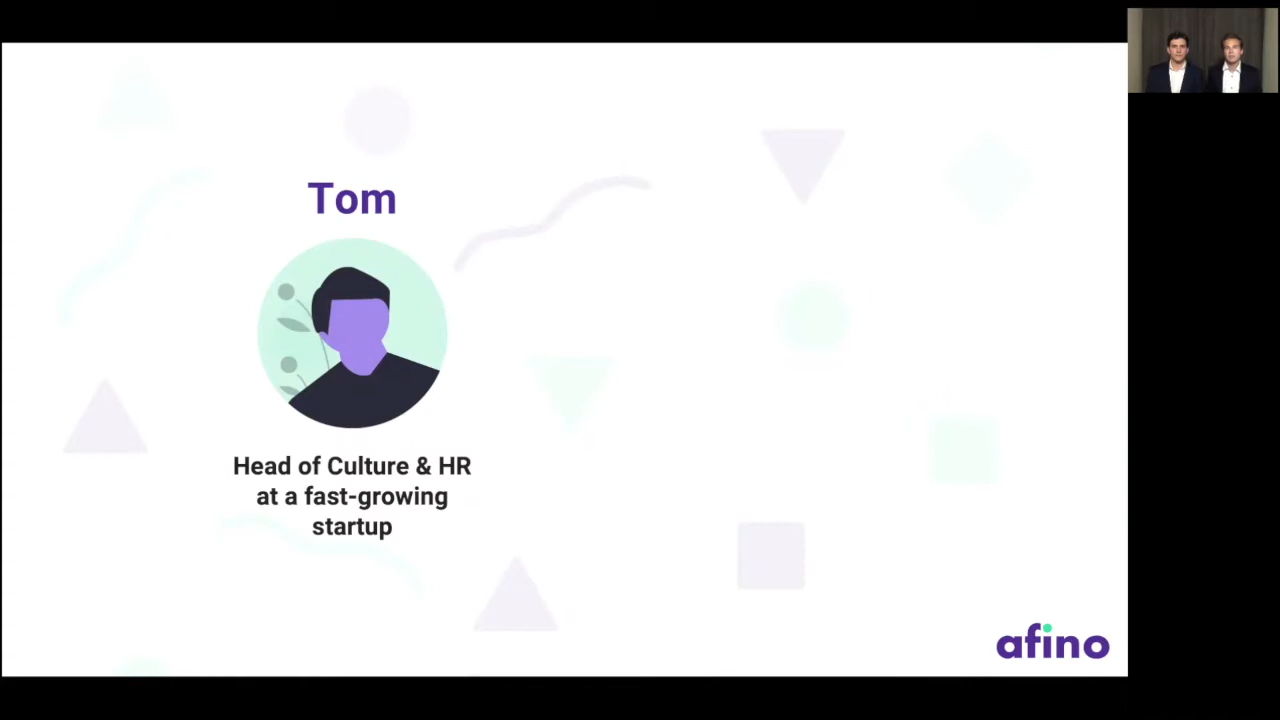 Tom
Head of Culture & HR
at a fast-growing
startup
afino